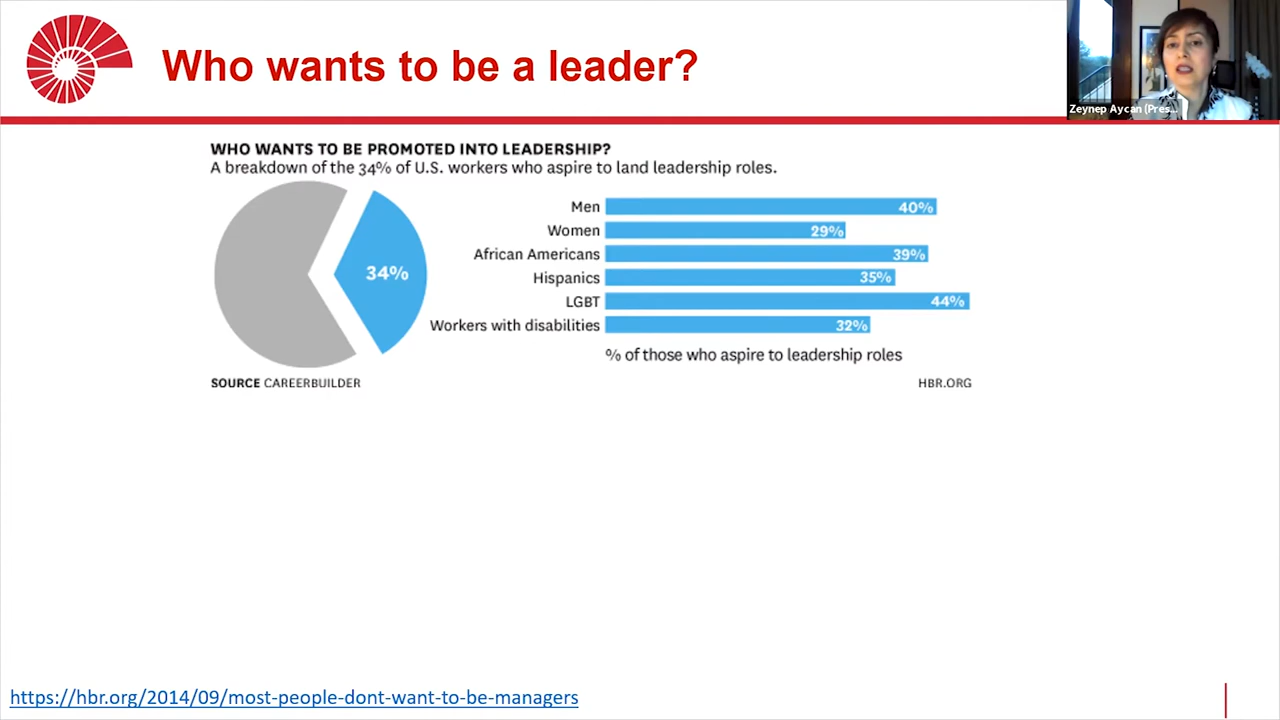 Who wants to be a leader?
Zeynep Aycan (Pres...
WHO WANTS TO BE PROMOTED INTO LEADERSHIP?
A breakdown of the 34% of U.S. workers who aspire to land leadership roles.
34%
Men 40%
Women 29%
African Americans 39%
Hispanics 35%
LGBT 44%
Workers with disabilities 32%
% of those who aspire to leadership roles
SOURCE CAREERBUILDER
HBR.ORG
https://hbr.org/2014/09/most-people-dont-want-to-be-managers